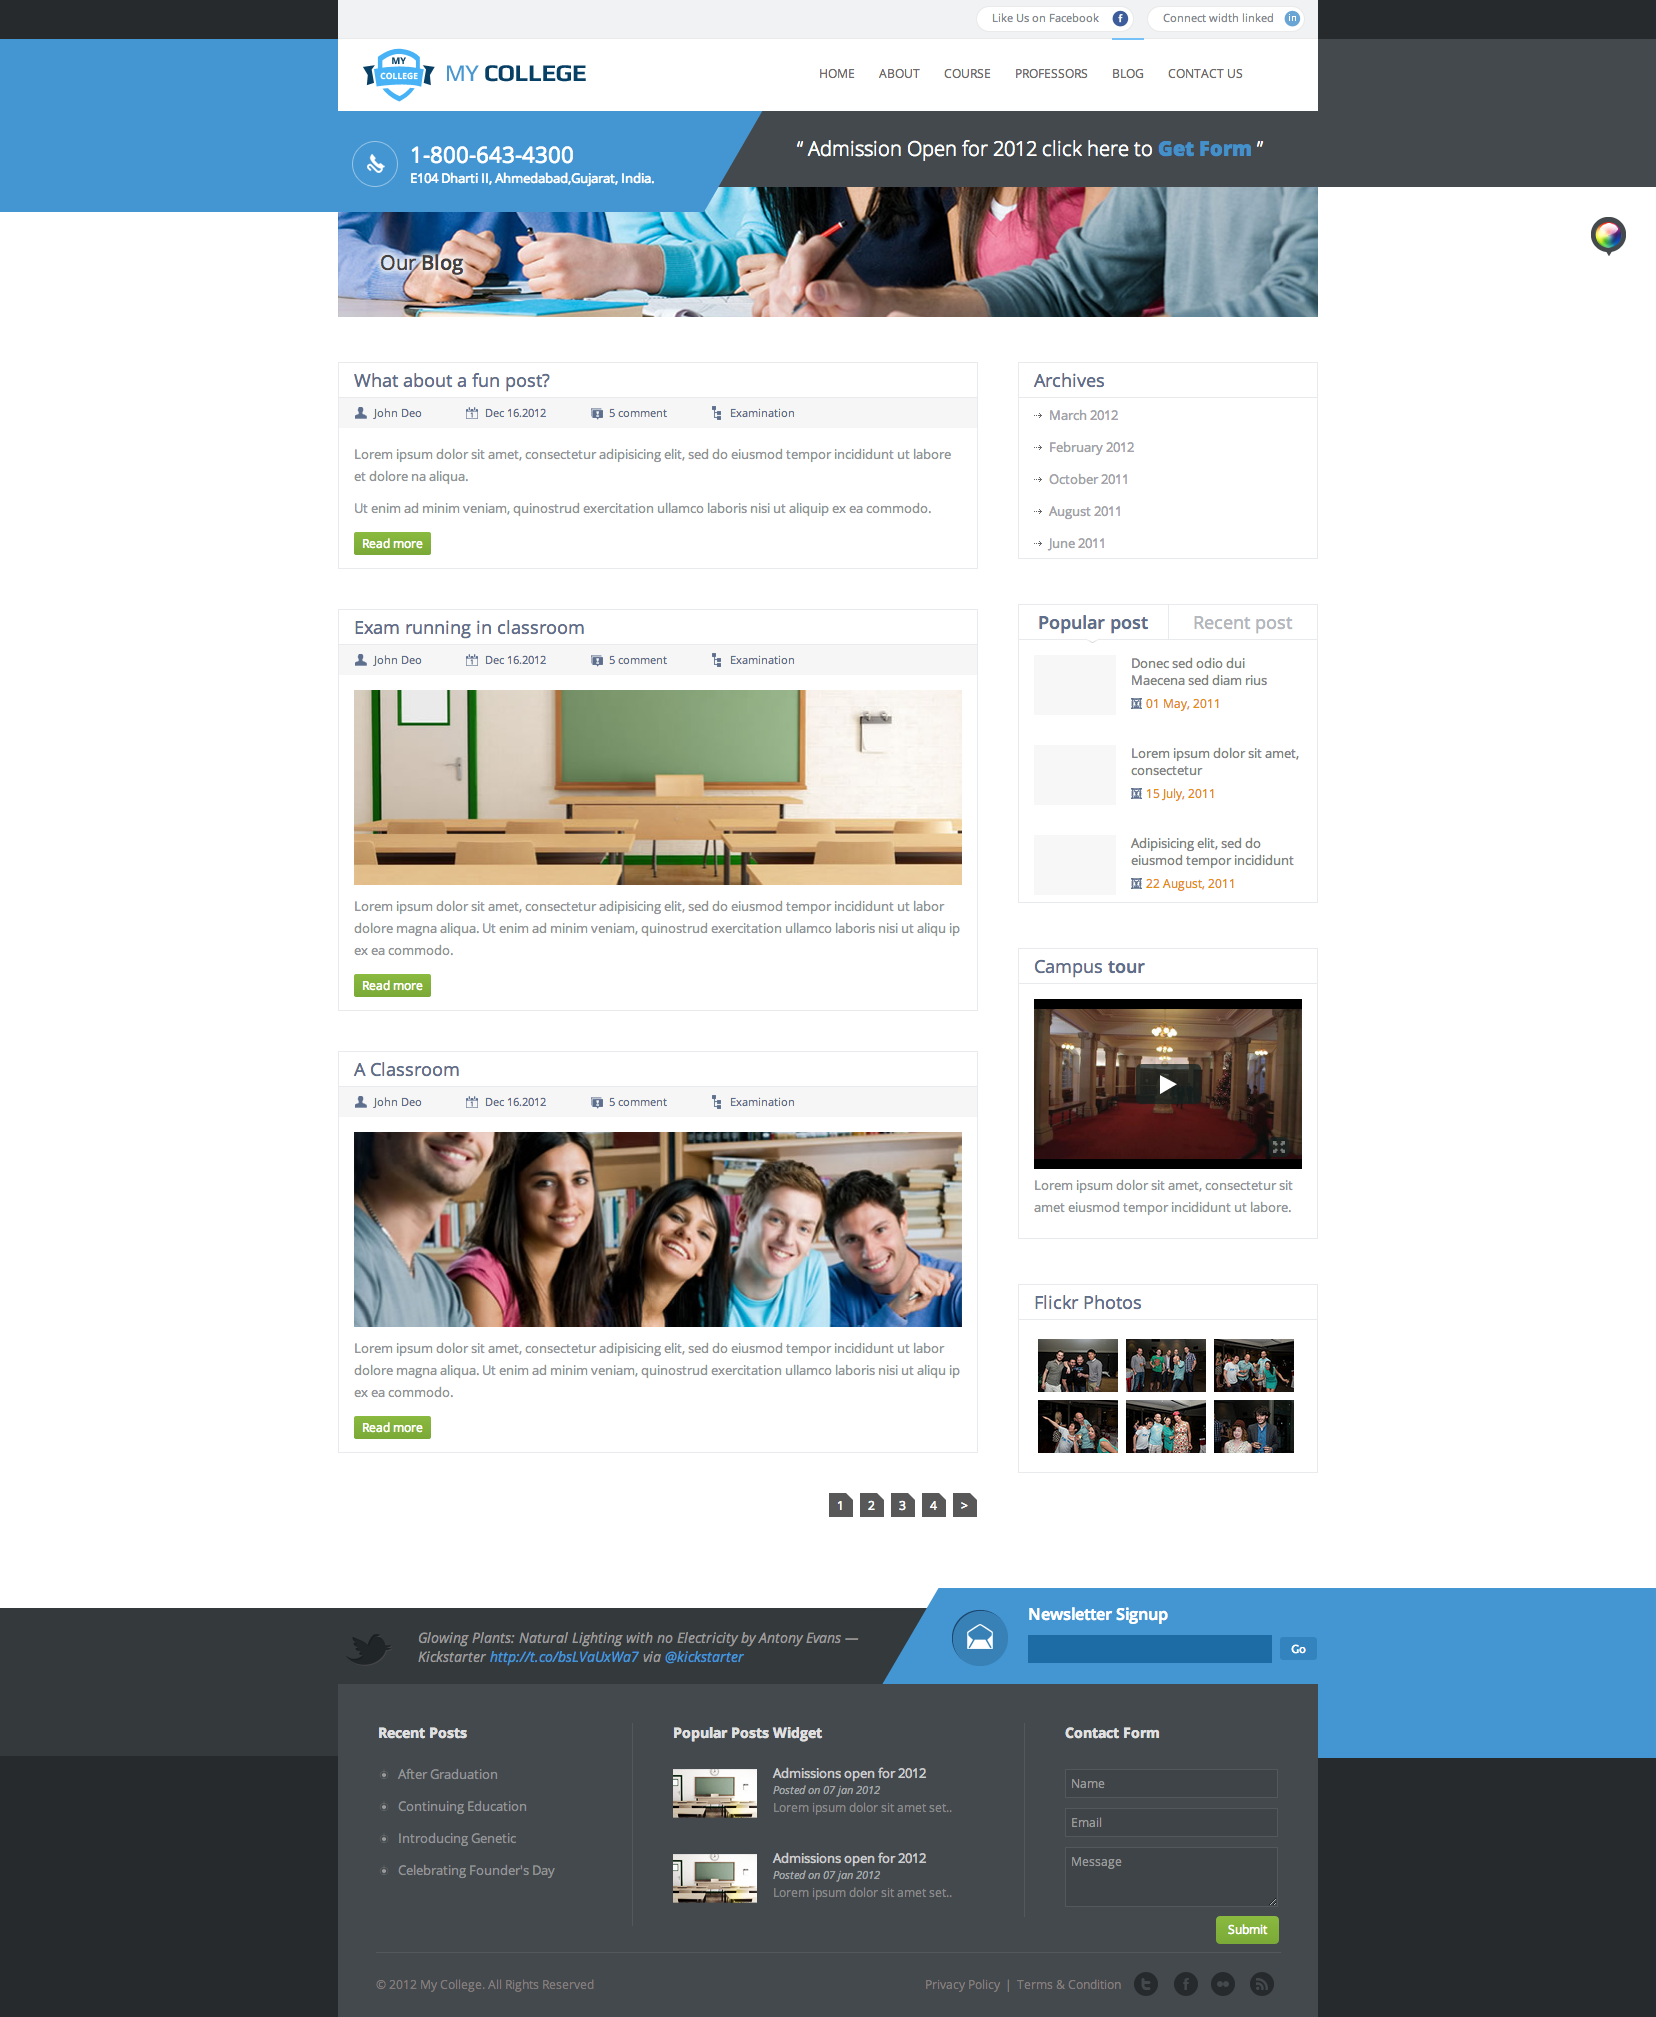 Like Us on Facebook
Connect width linked
MY COLLEGE
MY COLLEGE
HOME ABOUT COURSE PROFESSORS BLOG CONTACT US
1-800-643-4300
E104 Dharti II, Ahmedabad,Gujarat, India.
“ Admission Open for 2012 click here to Get Form ”
Our Blog
What about a fun post?
John Deo Dec 16.2012 5 comment Examination
Lorem ipsum dolor sit amet, consectetur adipisicing elit, sed do eiusmod tempor incididunt ut labore
et dolore na aliqua.
Ut enim ad minim veniam, quinostrud exercitation ullamco laboris nisi ut aliquip ex ea commodo.
Read more
Exam running in classroom
John Deo Dec 16.2012 5 comment Examination
Lorem ipsum dolor sit amet, consectetur adipisicing elit, sed do eiusmod tempor incididunt ut labor
dolore magna aliqua. Ut enim ad minim veniam, quinostrud exercitation ullamco laboris nisi ut aliqu ip
ex ea commodo.
Read more
A Classroom
John Deo Dec 16.2012 5 comment Examination
Lorem ipsum dolor sit amet, consectetur adipisicing elit, sed do eiusmod tempor incididunt ut labor
dolore magna aliqua. Ut enim ad minim veniam, quinostrud exercitation ullamco laboris nisi ut aliqu ip
ex ea commodo.
Read more
1 2 3 4 >
Archives
March 2012
February 2012
October 2011
August 2011
June 2011
Popular post
Recent post
Donec sed odio dui
Maecena sed diam rius
01 May, 2011
Lorem ipsum dolor sit amet,
consectetur
15 July, 2011
Adipisicing elit, sed do
eiusmod tempor incididunt
22 August, 2011
Campus tour
Lorem ipsum dolor sit amet, consectetur sit
amet eiusmod tempor incididunt ut labore.
Flickr Photos
Glowing Plants: Natural Lighting with no Electricity by Antony Evans —
Kickstarter http://t.co/bsLVaUxWa7 via @kickstarter
Newsletter Signup
Go
Recent Posts
After Graduation
Continuing Education
Introducing Genetic
Celebrating Founder's Day
Popular Posts Widget
Admissions open for 2012
Posted on 07 jan 2012
Lorem ipsum dolor sit amet set..
Admissions open for 2012
Posted on 07 jan 2012
Lorem ipsum dolor sit amet set..
Contact Form
Name
Email
Message
Submit
© 2012 My College. All Rights Reserved
Privacy Policy | Terms & Condition